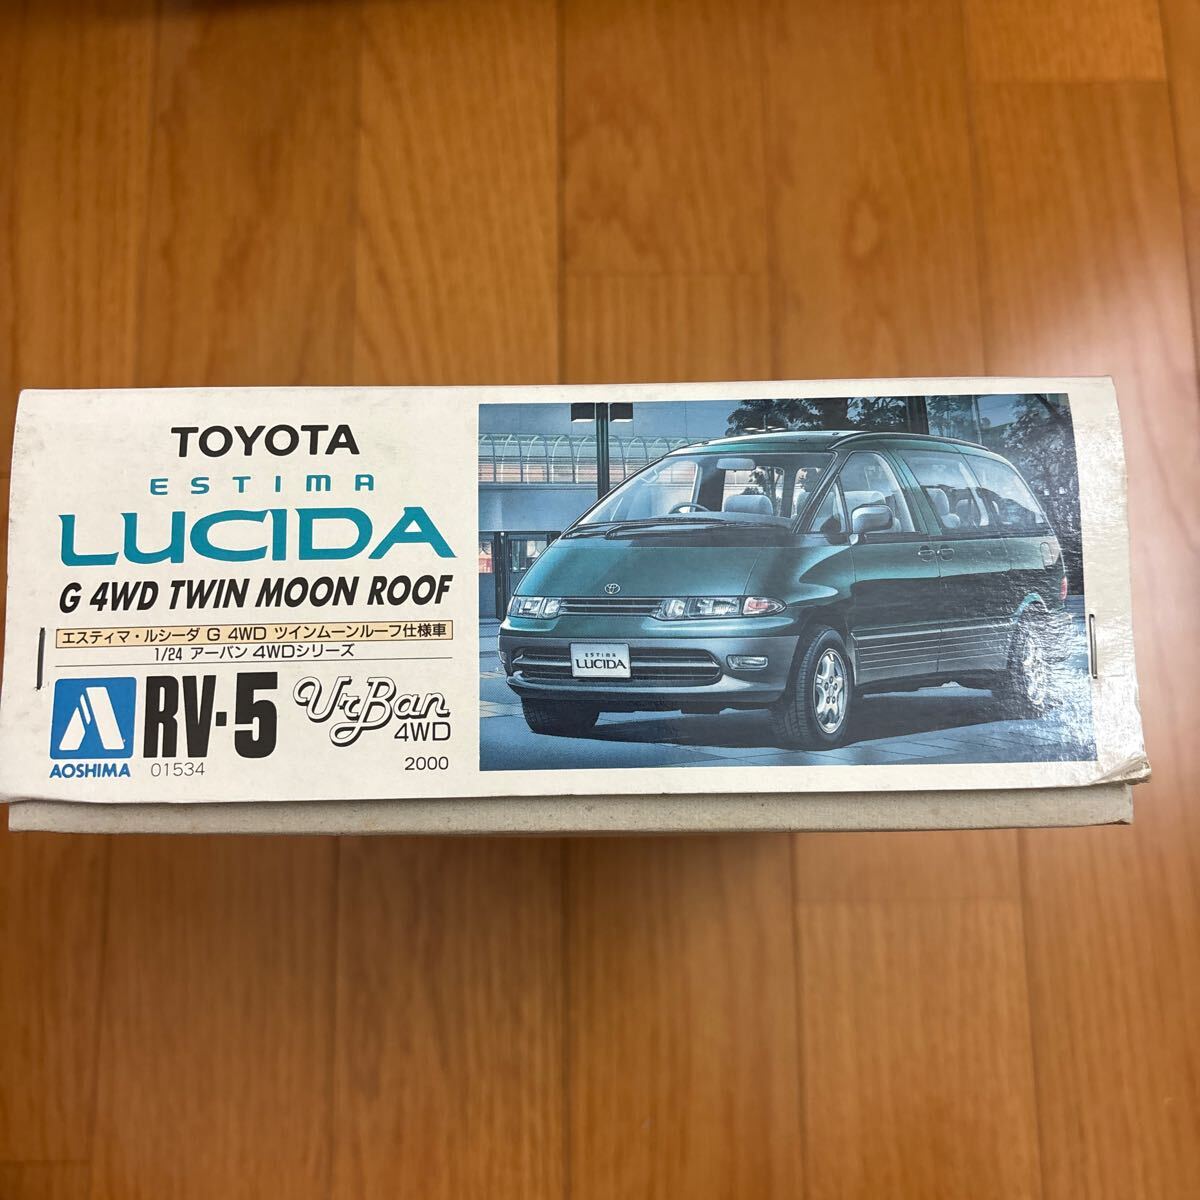 TOYOTA
ESTIMA
LUCIDA
G 4WD TWIN MOON ROOF
エスティマ・ルシーダ G 4WD ツインムーンルーフ仕様車
1/24 アーバン 4WDシリーズ
RV-5
UrBan
4WD
AOSHIMA
01534
2000
ESTIMA
LUCIDA